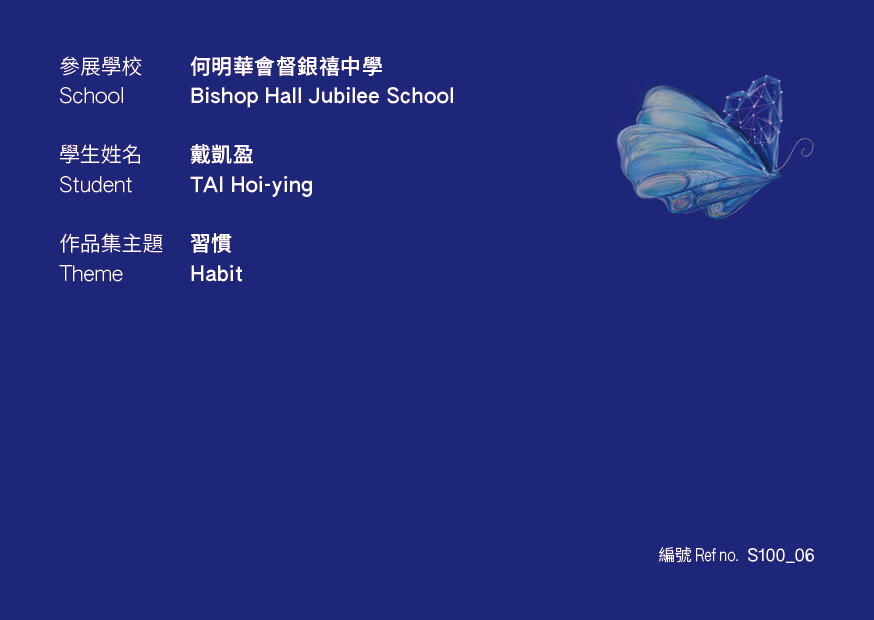 參展學校 何明華會督銀禧中學
School Bishop Hall Jubilee School
學生姓名 戴凱盈
Student TAI Hoi-ying
作品集主題 習慣
Theme Habit
編號 Ref no. S100_06